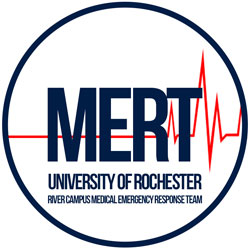 MERT
UNIVERSITY OF ROCHESTER
RIVER CAMPUS MEDICAL EMERGENCY RESPONSE TEAM